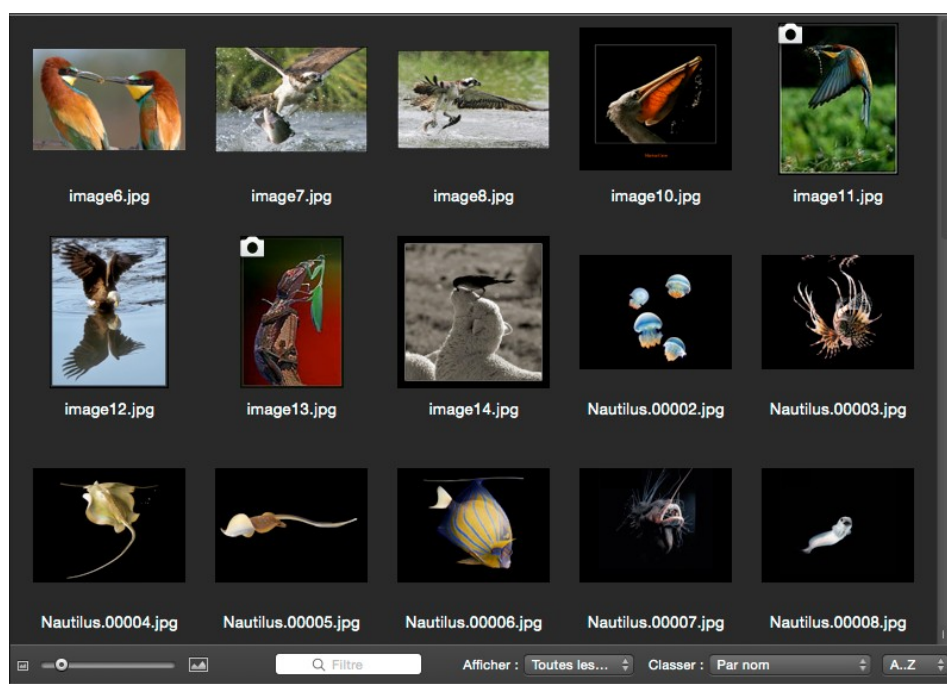 image6.jpg
image7.jpg
image8.jpg
image10.jpg
image11.jpg
image12.jpg
image13.jpg
image14.jpg
Nautilus.00002.jpg
Nautilus.00003.jpg
Nautilus.00004.jpg
Nautilus.00005.jpg
Nautilus.00006.jpg
Nautilus.00007.jpg
Nautilus.00008.jpg
Filtre
Afficher : Toutes les... Classer : Par nom A..Z